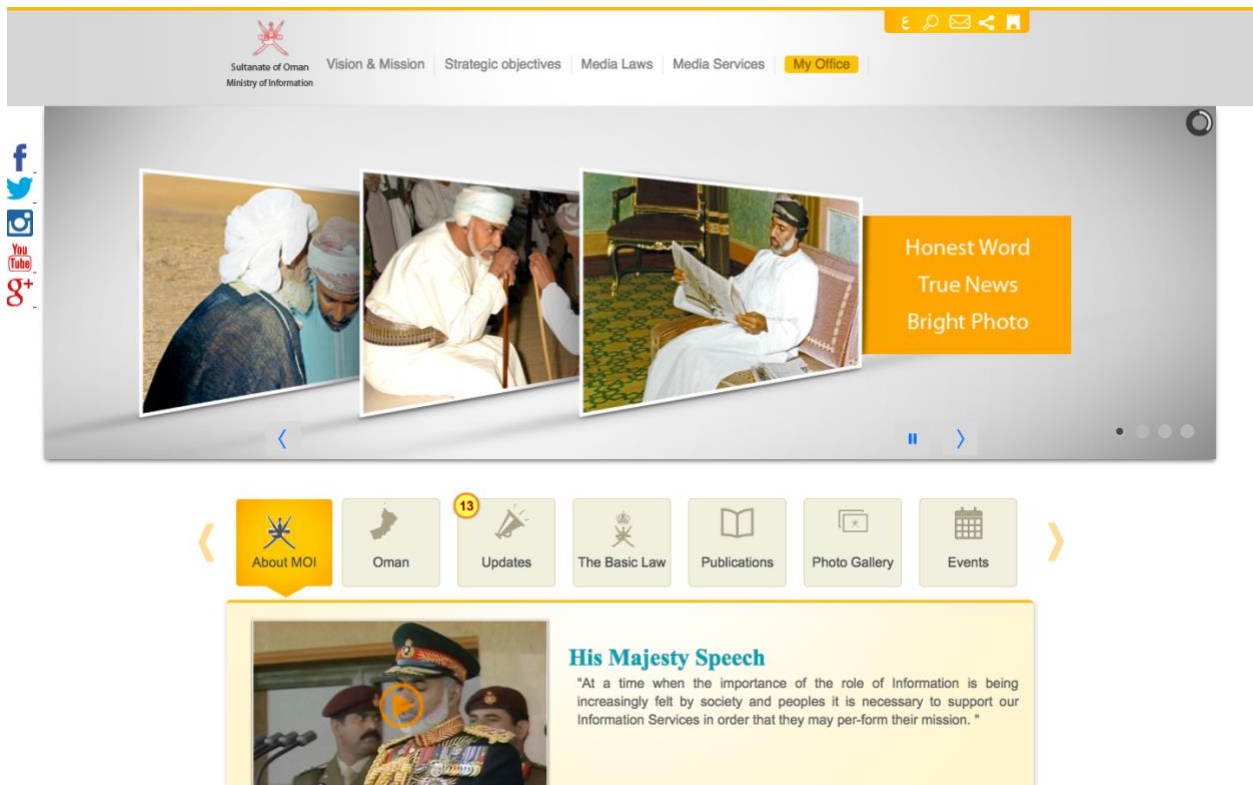 ع
Sultanate of Oman
Ministry of Information
Vision & Mission
Strategic objectives
Media Laws
Media Services
My Office
f
You
Tube
g+
Honest Word
True News
Bright Photo
13
About MOI
Oman
Updates
The Basic Law
Publications
Photo Gallery
Events
His Majesty Speech
"At a time when the importance of the role of Information is being
increasingly felt by society and peoples it is necessary to support our
Information Services in order that they may per-form their mission. "